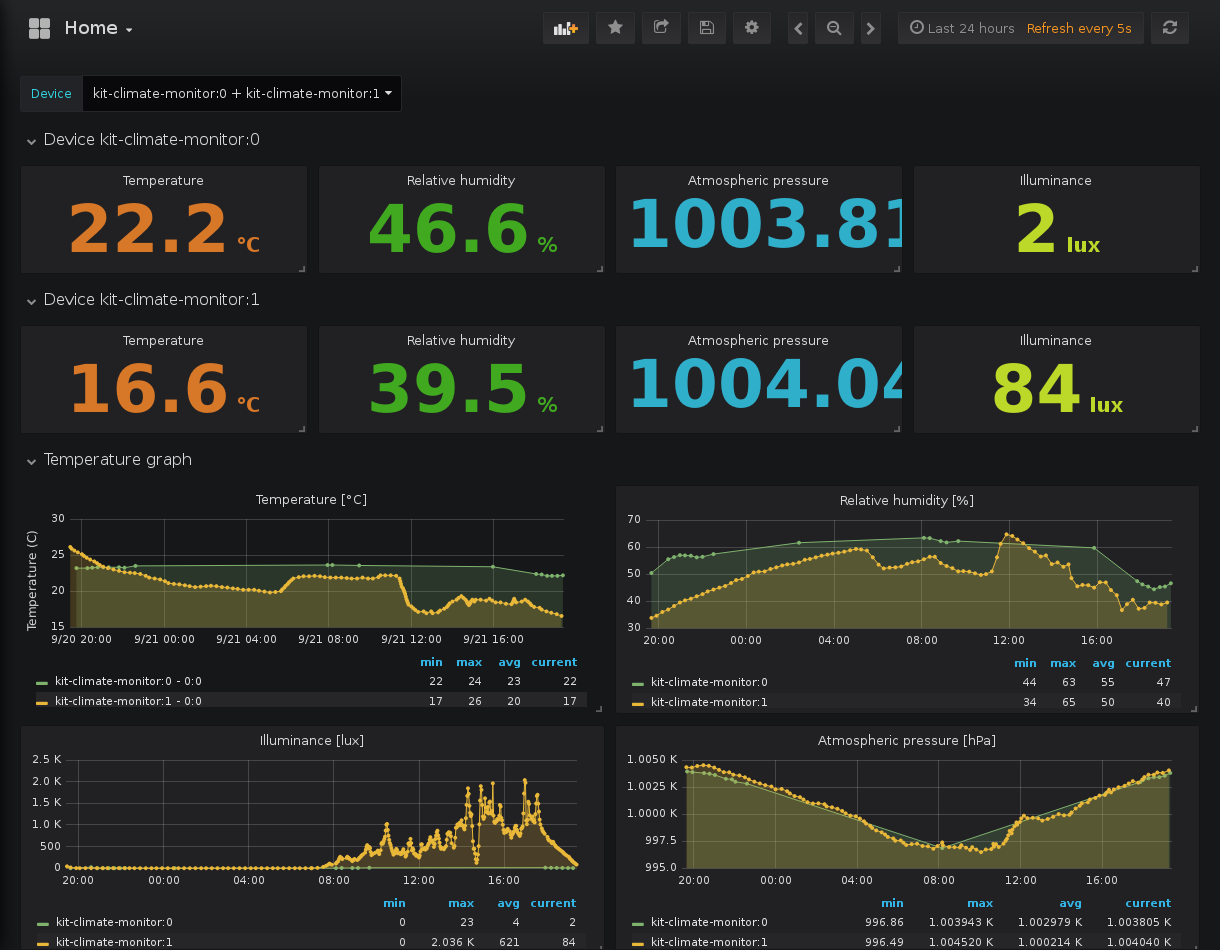 Home
Last 24 hours Refresh every 5s
Device kit-climate-monitor:0 + kit-climate-monitor:1
Device kit-climate-monitor:0
Temperature Relative humidity Atmospheric pressure Illuminance
22.2 °C 46.6 % 1003.81 2 lux
Device kit-climate-monitor:1
Temperature Relative humidity Atmospheric pressure Illuminance
16.6 °C 39.5 % 1004.04 84 lux
Temperature graph
Temperature [°C]
Temperature (C)
30
25
20
15
9/20 20:00 9/21 00:00 9/21 04:00 9/21 08:00 9/21 12:00 9/21 16:00
min max avg current
kit-climate-monitor:0 - 0:0 22 24 23 22
kit-climate-monitor:1 - 0:0 17 26 20 17
Relative humidity [%]
70
60
50
40
30
20:00 00:00 04:00 08:00 12:00 16:00
min max avg current
kit-climate-monitor:0 44 63 55 47
kit-climate-monitor:1 34 65 50 40
Illuminance [lux]
2.5 K
2.0 K
1.5 K
1.0 K
500
0
20:00 00:00 04:00 08:00 12:00 16:00
min max avg current
kit-climate-monitor:0 0 23 4 2
kit-climate-monitor:1 0 2.036 K 621 84
Atmospheric pressure [hPa]
1.0050 K
1.0025 K
1.0000 K
997.5
995.0
20:00 00:00 04:00 08:00 12:00 16:00
min max avg current
kit-climate-monitor:0 996.86 1.003943 K 1.002979 K 1.003805 K
kit-climate-monitor:1 996.49 1.004520 K 1.000214 K 1.004040 K